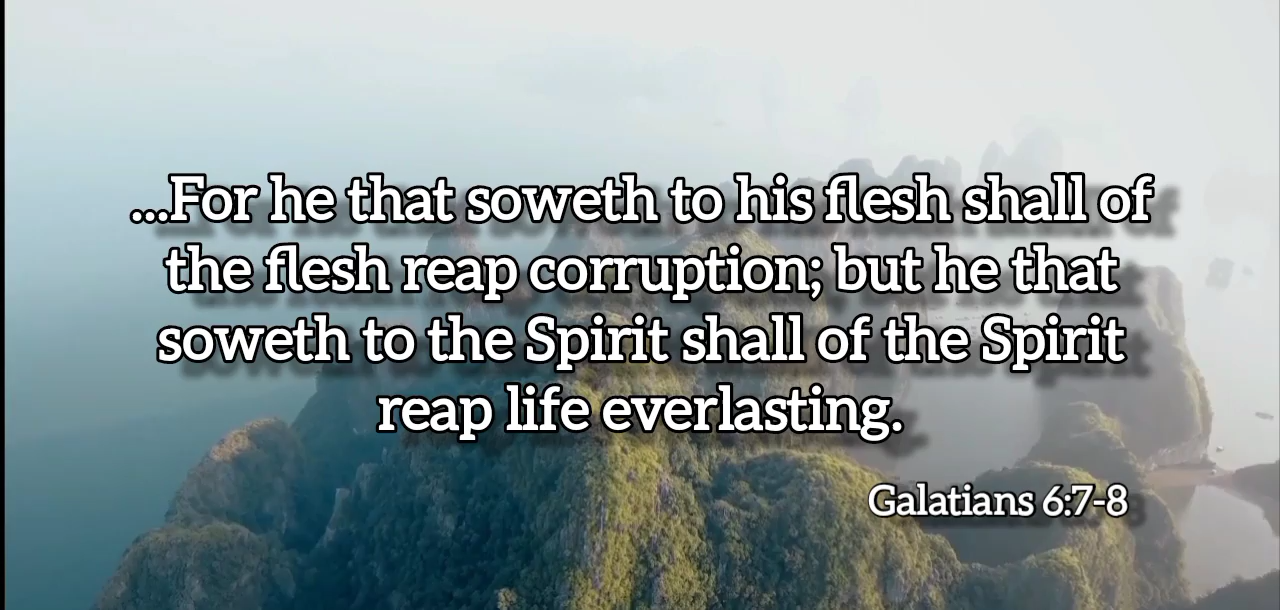 ...For he that soweth to his flesh shall of
the flesh reap corruption; but he that
soweth to the Spirit shall of the Spirit
reap life everlasting.
Galatians 6:7-8